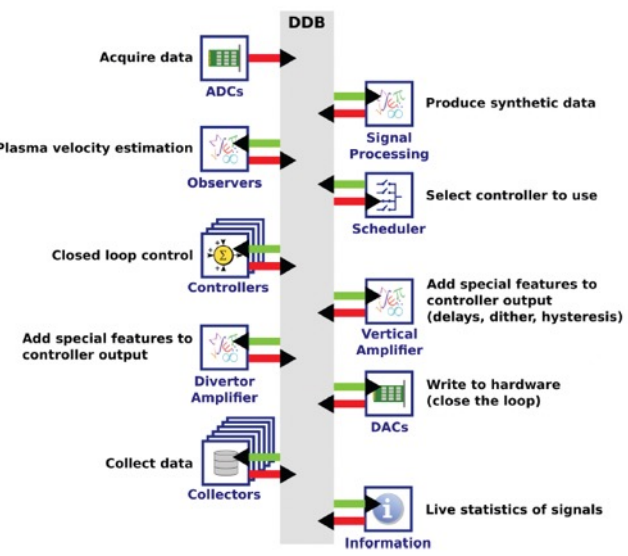 DDB
Acquire data
ADCs
Produce synthetic data
Signal
Processing
Plasma velocity estimation
Observers
Select controller to use
Scheduler
Closed loop control
Controllers
Add special features to
controller output
(delays, dither, hysteresis)
Vertical
Amplifier
Add special features to
controller output
Divertor
Amplifier
Write to hardware
(close the loop)
DACs
Collect data
Collectors
Live statistics of signals
Information